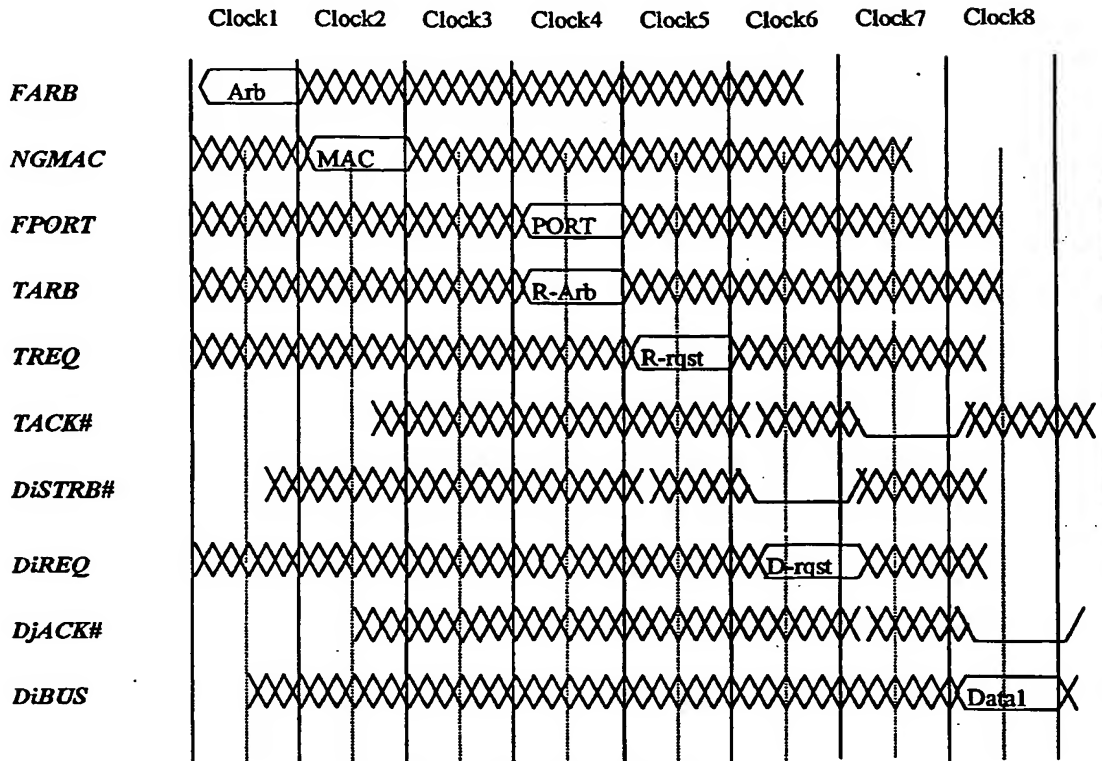 Clock1 Clock2 Clock3 Clock4 Clock5 Clock6 Clock7 Clock8
FARB Arb
NGMAC MAC
FPORT PORT
TARB R-Arb
TREQ R-rqst
TACK#
DiSTRB#
DiREQ D-rqst
DjACK#
DiBUS Data1